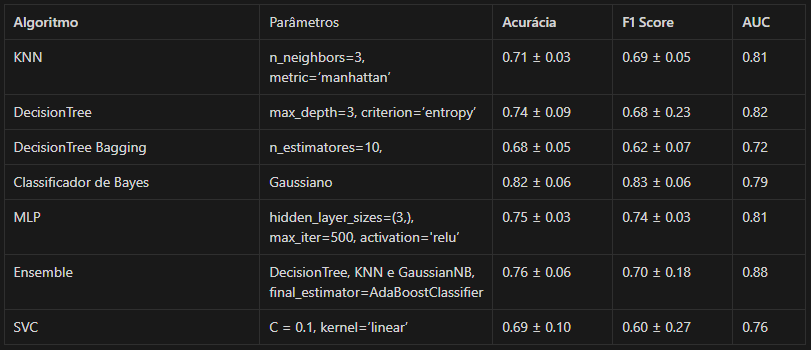 Algoritmo Parâmetros Acurácia F1 Score AUC
KNN n_neighbors=3, 0.71 ± 0.03 0.69 ± 0.05 0.81
metric=’manhattan’
DecisionTree max_depth=3, criterion=’entropy’ 0.74 ± 0.09 0.68 ± 0.23 0.82
DecisionTree Bagging n_estimatores=10, 0.68 ± 0.05 0.62 ± 0.07 0.72
Classificador de Bayes Gaussiano 0.82 ± 0.06 0.83 ± 0.06 0.79
MLP hidden_layer_sizes=(3,), 0.75 ± 0.03 0.74 ± 0.03 0.81
max_iter=500, activation='relu’
Ensemble DecisionTree, KNN e GaussianNB, 0.76 ± 0.06 0.70 ± 0.18 0.88
final_estimator=AdaBoostClassifier
SVC C = 0.1, kernel=’linear’ 0.69 ± 0.10 0.60 ± 0.27 0.76